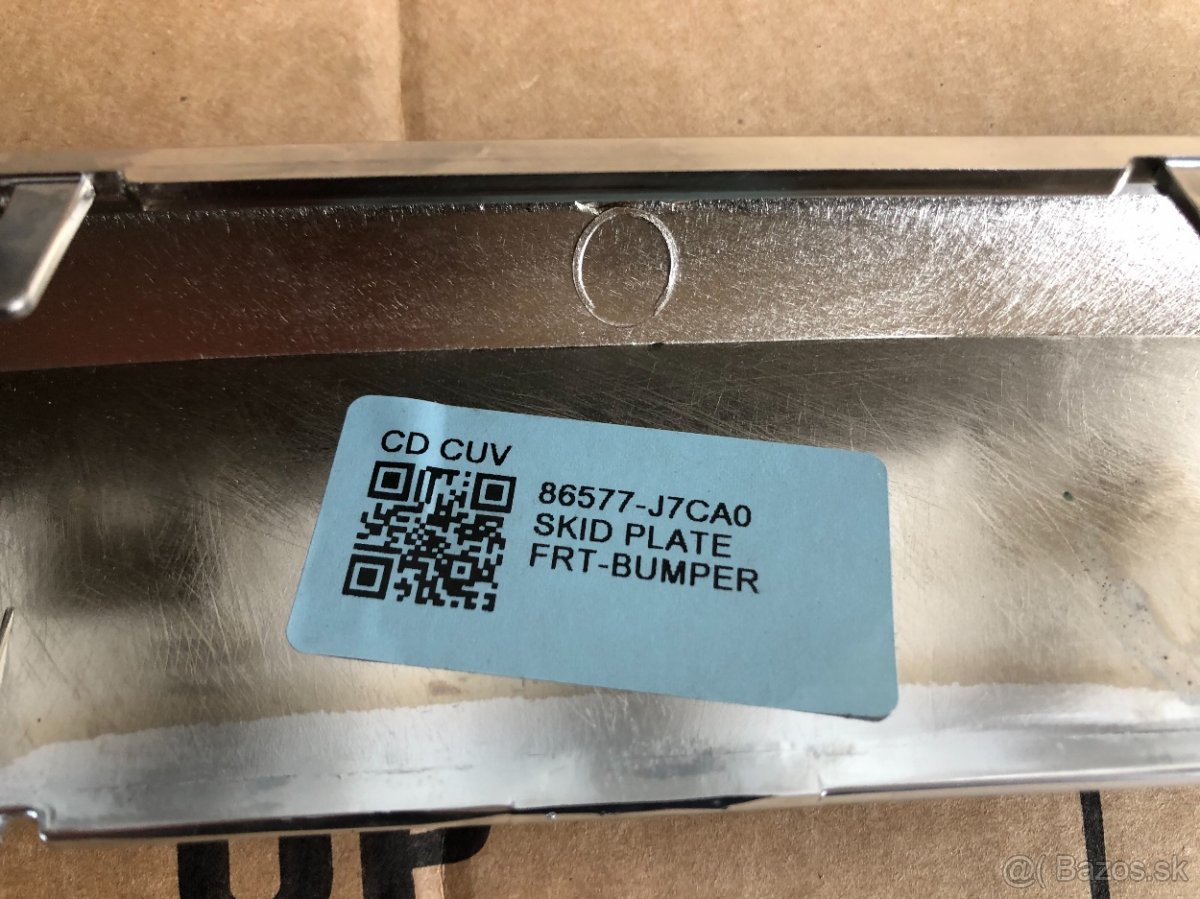 CD CUV
86577-J7CA0
SKID PLATE
FRT-BUMPER
@( Bazos.sk